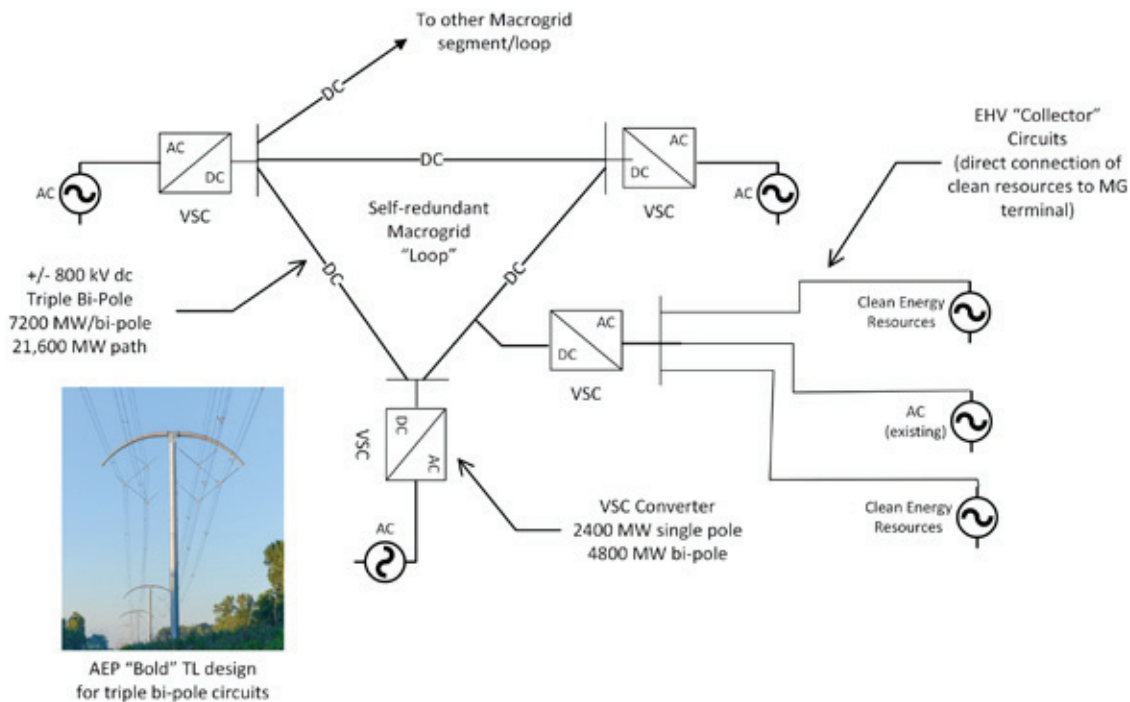 To other Macrogrid
segment/loop
DC
AC
DC
VSC
AC
DC
AC
DC
VSC
AC
EHV “Collector”
Circuits
(direct connection of
clean resources to MG
terminal)
Self-redundant
Macrogrid
“Loop”
DC
DC
+/- 800 kV dc
Triple Bi-Pole
7200 MW/bi-pole
21,600 MW path
AC
DC
VSC
Clean Energy
Resources
AC
(existing)
Clean Energy
Resources
DC
AC
VSC
AC
VSC Converter
2400 MW single pole
4800 MW bi-pole
AEP “Bold” TL design
for triple bi-pole circuits